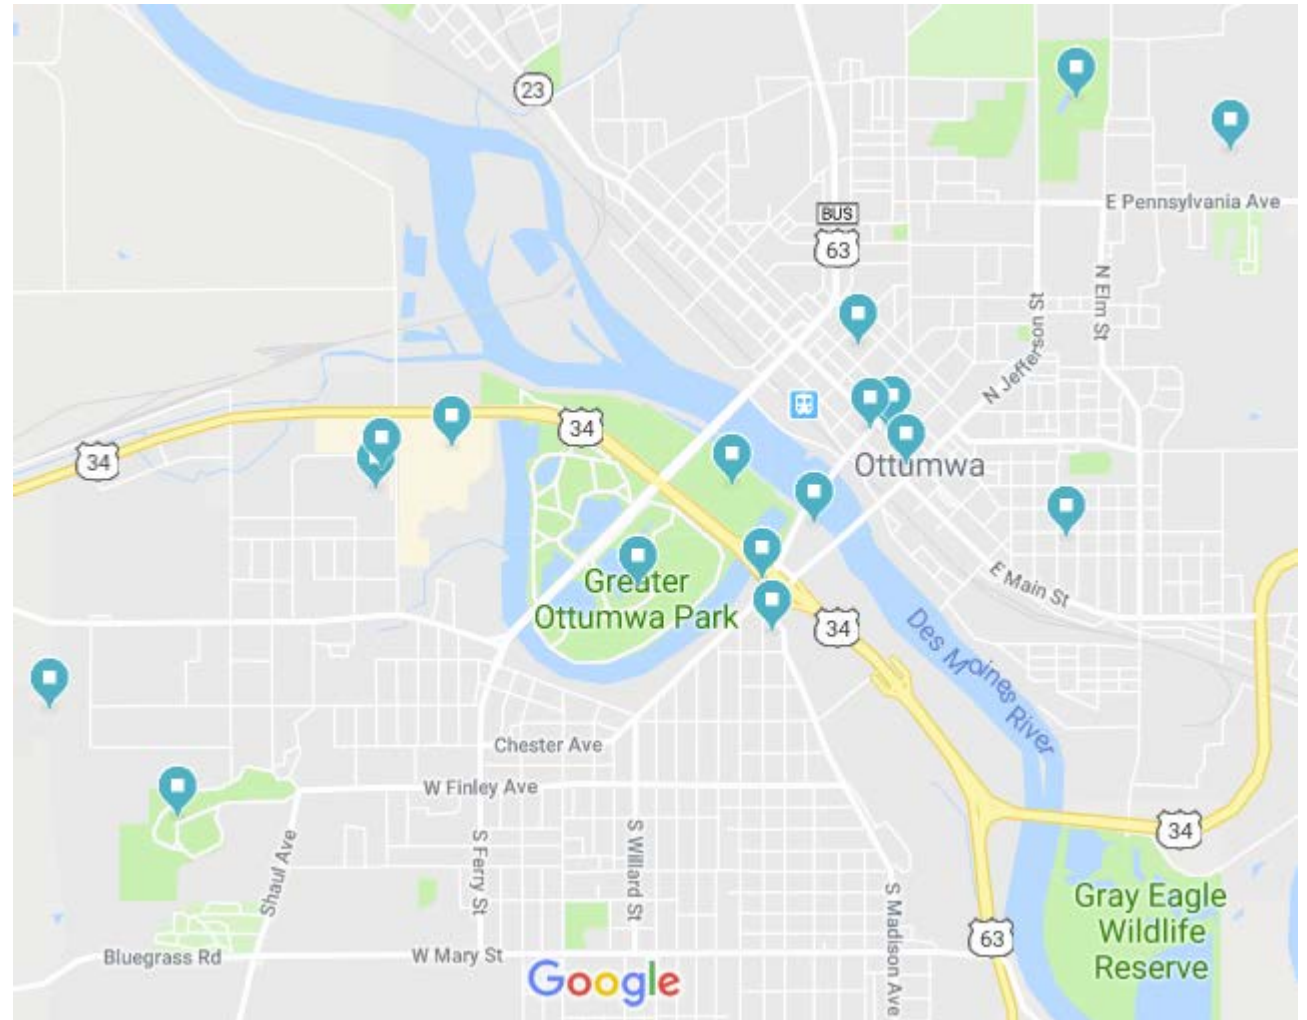 23
E Pennsylvania Ave
BUS
63
N Elm St
N Jefferson St
34
34
Ottumwa
Greater
Ottumwa Park
E Main St
34
Des Moines River
Chester Ave
W Finley Ave
34
S Ferry St
S Willard St
Shaul Ave
S Madison Ave
Gray Eagle
Wildlife
Reserve
63
Bluegrass Rd
W Mary St
Google